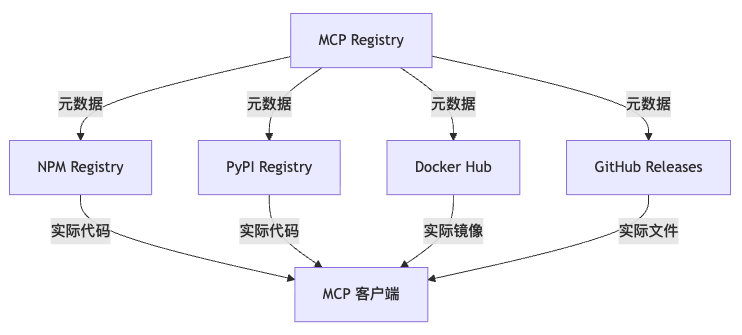 MCP Registry
元数据
元数据
元数据
元数据
NPM Registry
PyPI Registry
Docker Hub
GitHub Releases
实际代码
实际代码
实际镜像
实际文件
MCP 客户端